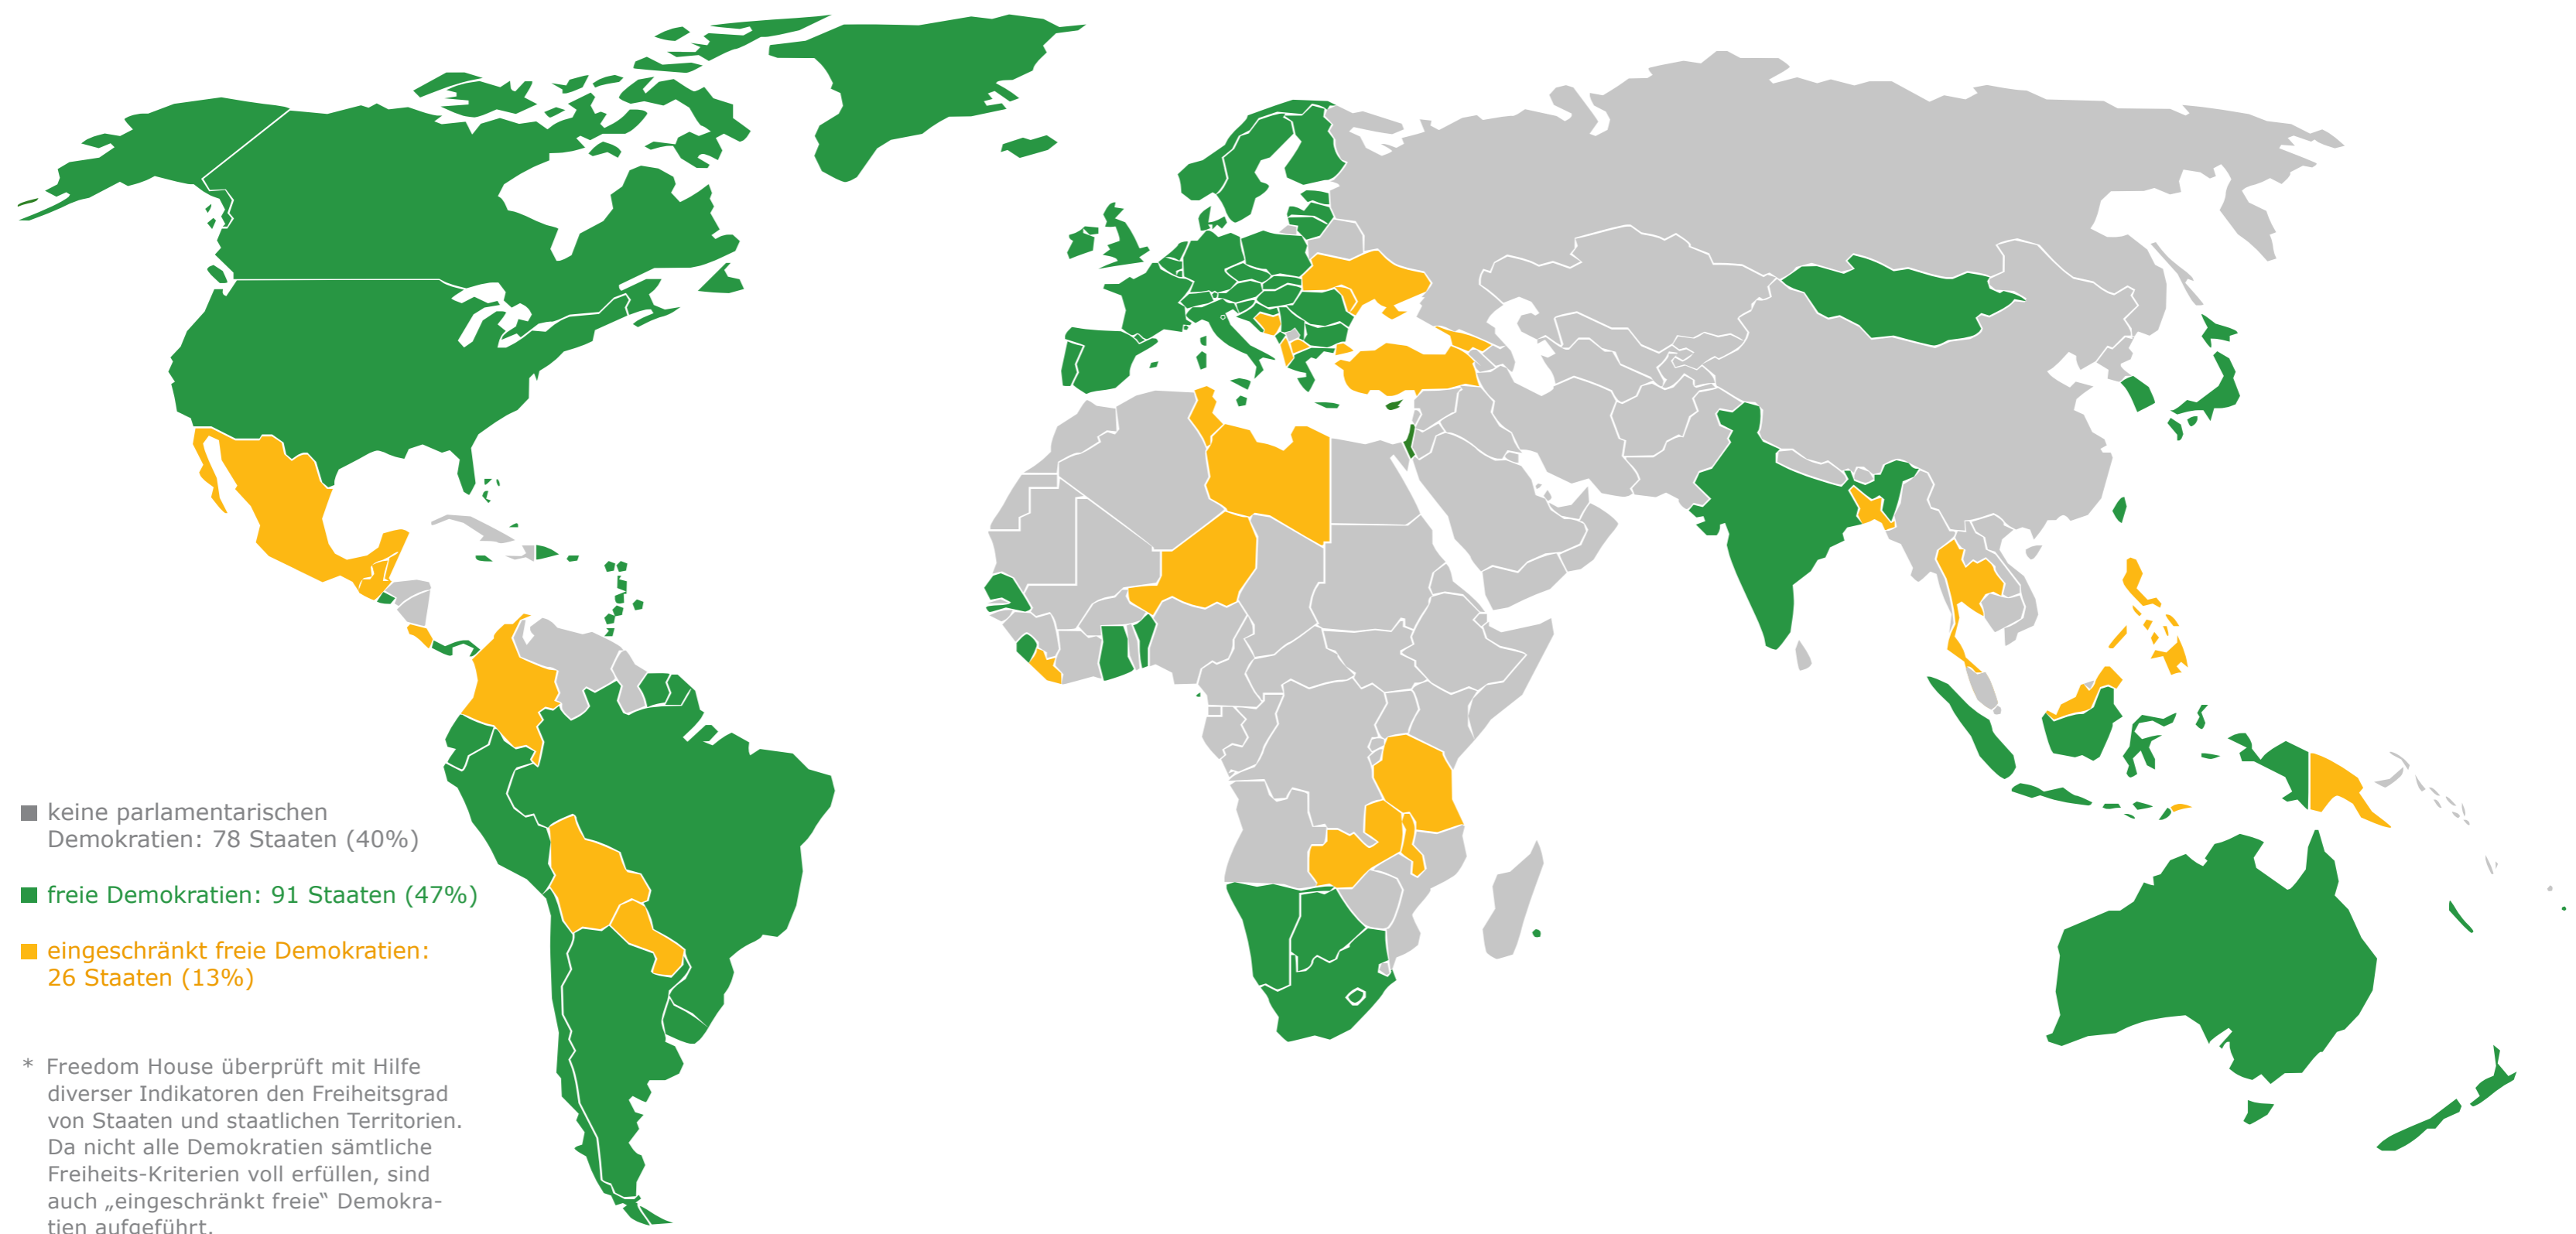 keine parlamentarischen
Demokratien: 78 Staaten (40%)
freie Demokratien: 91 Staaten (47%)
eingeschränkt freie Demokratien:
26 Staaten (13%)
* Freedom House überprüft mit Hilfe
diverser Indikatoren den Freiheitsgrad
von Staaten und staatlichen Territorien.
Da nicht alle Demokratien sämtliche
Freiheits-Kriterien voll erfüllen, sind
auch „eingeschränkt freie“ Demokra-
tien aufgeführt.